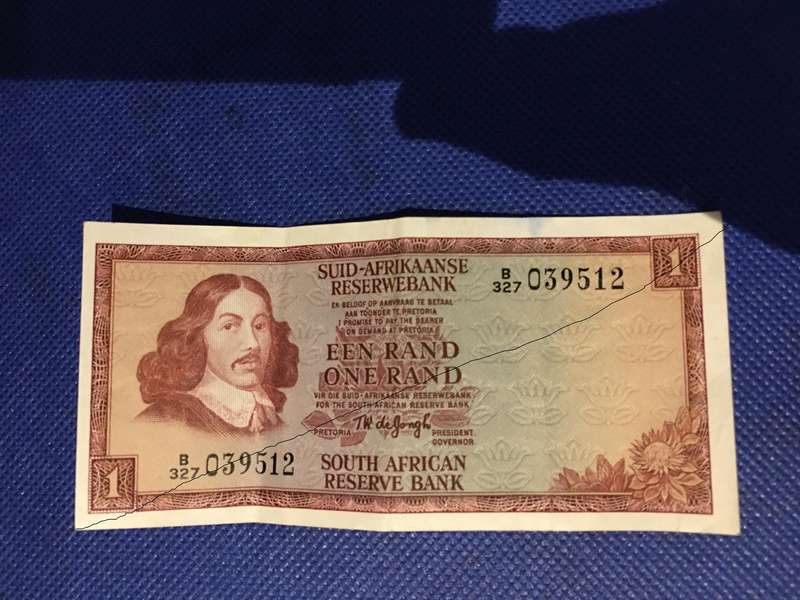 1
SUID-AFRIKAANSE
RESERWEBANK
B
327 039512
EK BELOOF OP AANVRAAG TE BETAAL
AAN TOONDER TE PRETORIA
I PROMISE TO PAY THE BEARER
ON DEMAND AT PRETORIA
EEN RAND
ONE RAND
VIR DIE SUID-AFRIKAANSE RESERWEBANK
FOR THE SOUTH AFRICAN RESERVE BANK
TW de Jongh
PRETORIA PRESIDENT
GOVERNOR
B
327 039512
SOUTH AFRICAN
RESERVE BANK
1